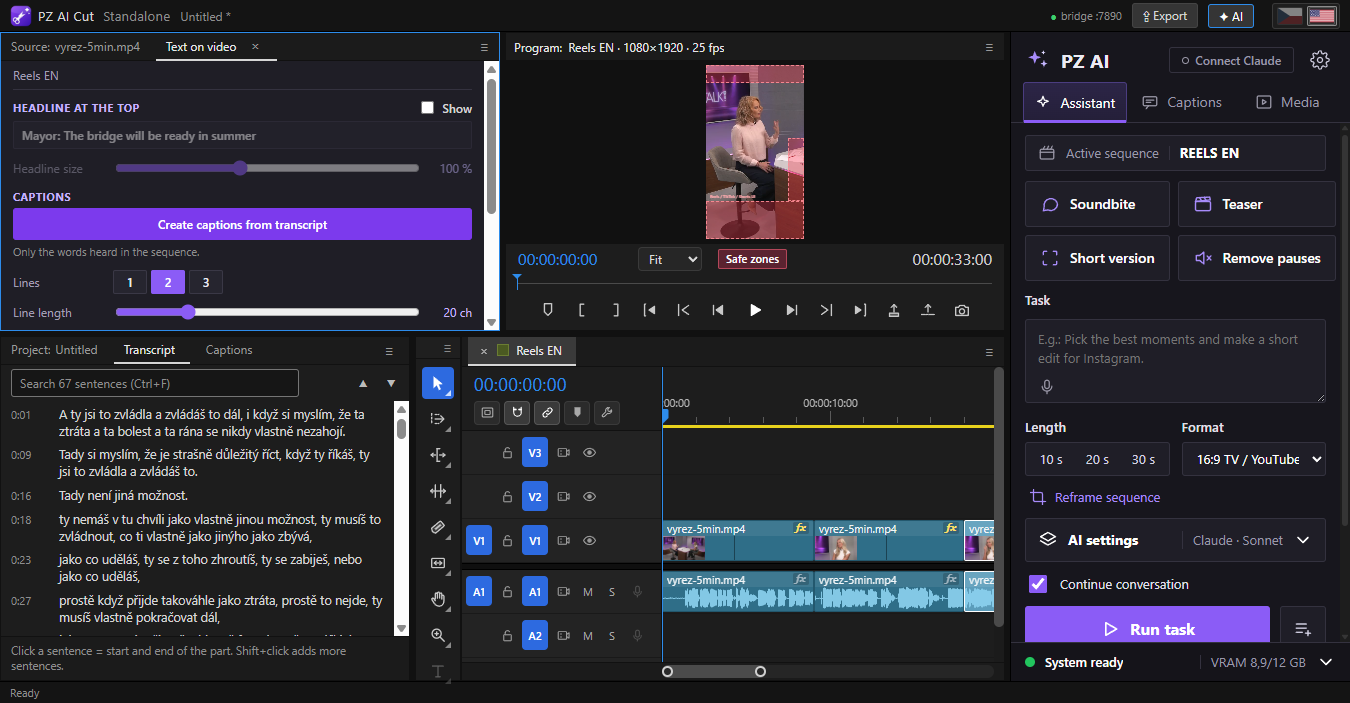 PZ AI Cut Standalone Untitled *
bridge :7890
Export
AI
Source: vyrez-5min.mp4
Text on video
Reels EN
HEADLINE AT THE TOP
Show
Mayor: The bridge will be ready in summer
Headline size
100 %
CAPTIONS
Create captions from transcript
Only the words heard in the sequence.
Lines
1
2
3
Line length
20 ch
Program: Reels EN · 1080×1920 · 25 fps
TALK
00:00:00:00
Fit
Safe zones
00:00:33:00
PZ AI
Connect Claude
Assistant
Captions
Media
Active sequence
REELS EN
Soundbite
Teaser
Short version
Remove pauses
Task
E.g.: Pick the best moments and make a short
edit for Instagram.
Length
Format
10 s
20 s
30 s
16:9 TV / YouTube
Reframe sequence
AI settings
Claude · Sonnet
Continue conversation
Run task
System ready
VRAM 8,9/12 GB
Project: Untitled
Transcript
Captions
Search 67 sentences (Ctrl+F)
0:01
A ty jsi to zvládla a zvládáš to dál, i když si myslím, že ta
ztráta a ta bolest a ta rána se nikdy vlastně nezahojí.
0:09
Tady si myslím, že je strašně důležitý říct, když ty říkáš, ty
jsi to zvládla a zvládáš to.
0:16
Tady není jiná možnost.
0:18
ty nemáš v tu chvíli jako vlastně jinou možnost, ty musíš to
zvládnout, co ti vlastně jako jinýho jako zbývá,
0:23
jako co uděláš, ty se z toho zhroutíš, ty se zabiješ, nebo
jako co uděláš,
0:27
prostě když přijde takováhle jako ztráta, prostě to nejde, ty
musíš vlastně pokračovat dál,
Click a sentence = start and end of the part. Shift+click adds more
sentences.
Reels EN
00:00:00:00
00:00
00:00:10:00
V3
V2
V1
V1
A1
A1
M
S
A2
M
S
vyrez-5min.mp4
fx
vyrez-5min.mp4
fx
vyrez
vyrez-5min.mp4
fx
vyrez-5min.mp4
fx
vyrez
Ready